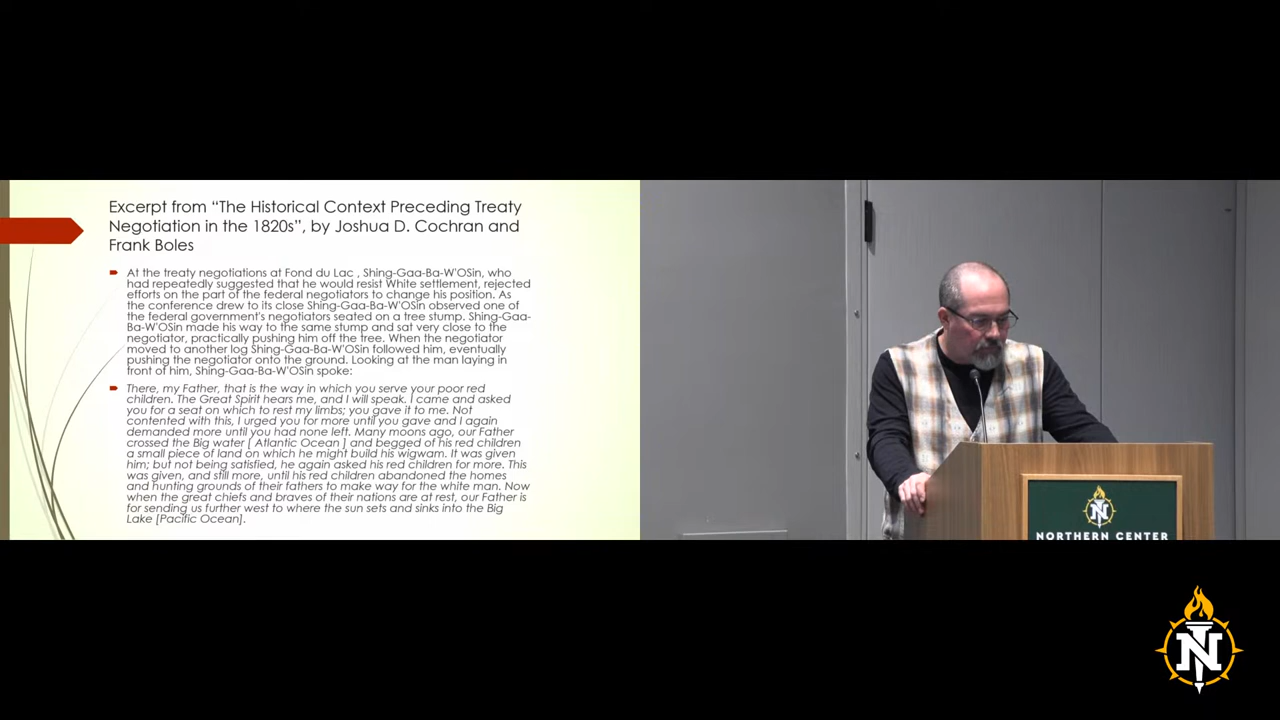 Excerpt from “The Historical Context Preceding Treaty
Negotiation in the 1820s”, by Joshua D. Cochran and
Frank Boles
At the treaty negotiations at Fond du Lac , Shing-Gaa-Ba-W'OSin, who
had repeatedly suggested that he would resist White settlement, rejected
efforts on the part of the federal negotiators to change his position. As
the conference drew to its close Shing-Gaa-Ba-W'OSin observed one of
the federal government's negotiators seated on a tree stump. Shing-Gaa-
Ba-W'OSin made his way to the same stump and sat very close to the
negotiator, practically pushing him off the tree. When the negotiator
moved to another log Shing-Gaa-Ba-W'OSin followed him, eventually
pushing the negotiator onto the ground. Looking at the man laying in
front of him, Shing-Gaa-Ba-W'OSin spoke:
There, my Father, that is the way in which you serve your poor red
children. The Great Spirit hears me, and I will speak. I came and asked
you for a seat on which to rest my limbs; you gave it to me. Not
contented with this, I urged you for more until you gave and I again
demanded more until you had none left. Many moons ago, our Father
crossed the Big water [ Atlantic Ocean ] and begged of his red children
a small piece of land on which he might build his wigwam. It was given
him; but not being satisfied, he again asked his red children for more. This
was given, and still more, until his red children abandoned the homes
and hunting grounds of their fathers to make way for the white man. Now
when the great chiefs and braves of their nations are at rest, our Father is
for sending us further west to where the sun sets and sinks into the Big
Lake [Pacific Ocean].
N
NORTHERN CENTER
N